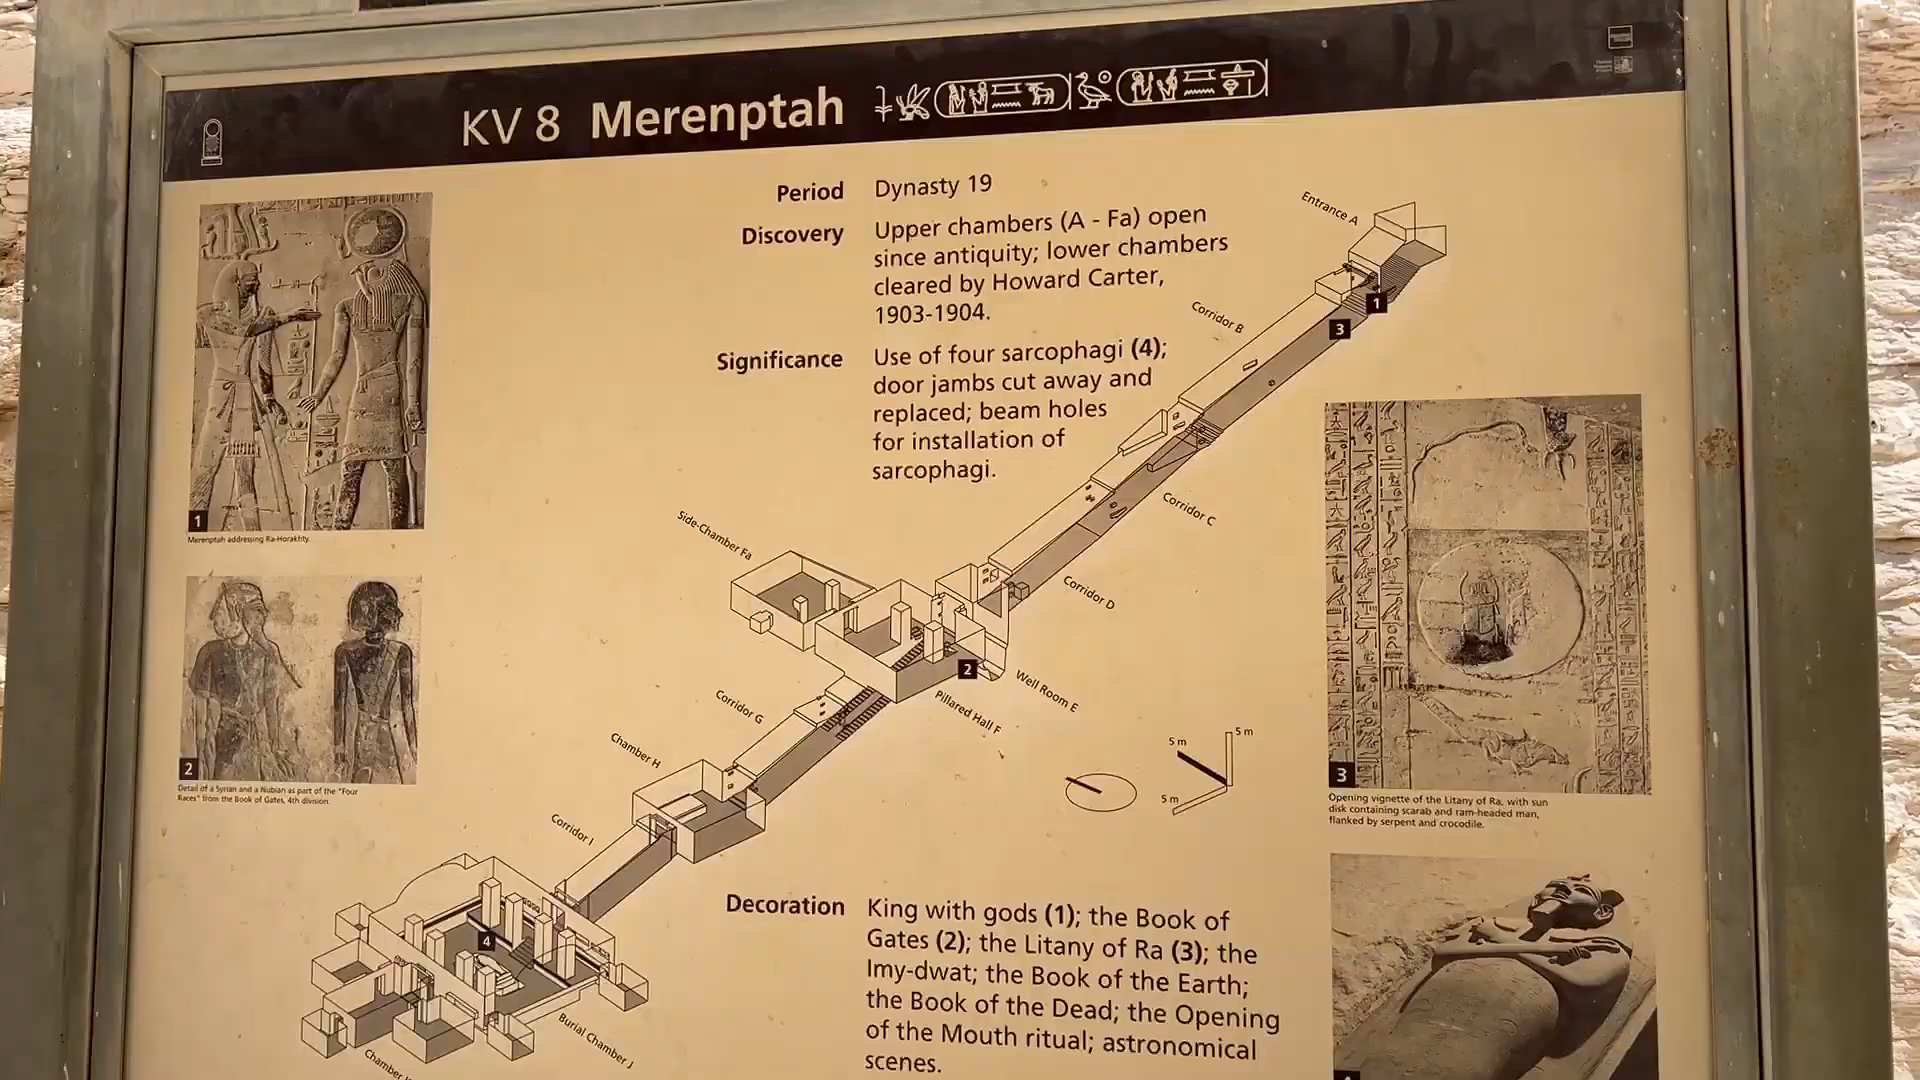 KV 8 Merenptah
Period Dynasty 19
Discovery Upper chambers (A - Fa) open
since antiquity; lower chambers
cleared by Howard Carter,
1903-1904.
Significance Use of four sarcophagi (4);
door jambs cut away and
replaced; beam holes
for installation of
sarcophagi.
Entrance A
1
3
Corridor B
Corridor C
Corridor D
Side-Chamber Fa
2
Well Room E
Pillared Hall F
Corridor G
Chamber H
Corridor I
4
Burial Chamber J
Chamber
5 m
5 m
5 m
1
Merenptah addressing Ra-Horakhty.
2
Detail of a Syrian and a Nubian as part of the "Four
Races" from the Book of Gates, 4th division.
3
Opening vignette of the Litany of Ra, with sun
disk containing scarab and ram-headed man,
flanked by serpent and crocodile.
Decoration King with gods (1); the Book of
Gates (2); the Litany of Ra (3); the
Imy-dwat; the Book of the Earth;
the Book of the Dead; the Opening
of the Mouth ritual; astronomical
scenes.